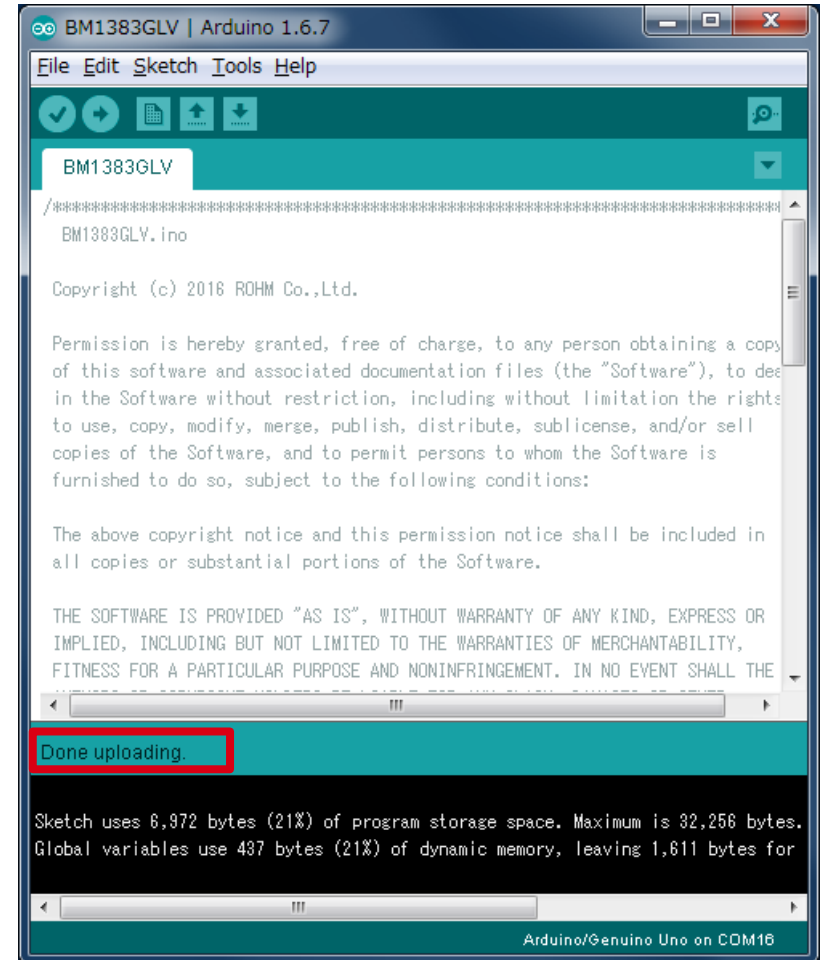 BM1383GLV | Arduino 1.6.7
File Edit Sketch Tools Help
BM1383GLV
/****************************************************************************
BM1383GLV.ino
Copyright (c) 2016 ROHM Co.,Ltd.
Permission is hereby granted, free of charge, to any person obtaining a copy
of this software and associated documentation files (the "Software"), to dea
in the Software without restriction, including without limitation the rights
to use, copy, modify, merge, publish, distribute, sublicense, and/or sell
copies of the Software, and to permit persons to whom the Software is
furnished to do so, subject to the following conditions:
The above copyright notice and this permission notice shall be included in
all copies or substantial portions of the Software.
THE SOFTWARE IS PROVIDED "AS IS", WITHOUT WARRANTY OF ANY KIND, EXPRESS OR
IMPLIED, INCLUDING BUT NOT LIMITED TO THE WARRANTIES OF MERCHANTABILITY,
FITNESS FOR A PARTICULAR PURPOSE AND NONINFRINGEMENT. IN NO EVENT SHALL THE
Done uploading.
Sketch uses 6,972 bytes (21%) of program storage space. Maximum is 32,256 bytes.
Global variables use 437 bytes (21%) of dynamic memory, leaving 1,611 bytes for
Arduino/Genuino Uno on COM16